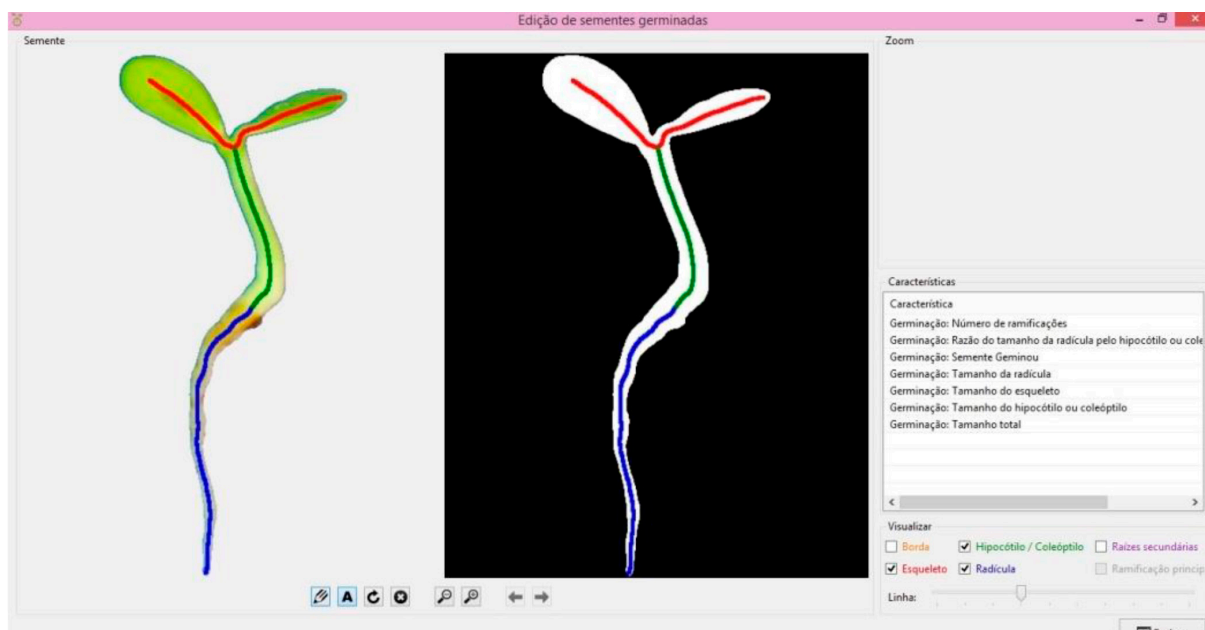 Edição de sementes germinadas
Semente
Zoom
Características
Característica
Germinação: Número de ramificações
Germinação: Razão do tamanho da radícula pelo hipocótilo ou cole
Germinação: Semente Geminou
Germinação: Tamanho da radícula
Germinação: Tamanho do esqueleto
Germinação: Tamanho do hipocótilo ou coleóptilo
Germinação: Tamanho total
Visualizar
Borda Hipocótilo / Coleóptilo Raízes secundárias
Esqueleto Radícula Ramificação princip
Linha:
A